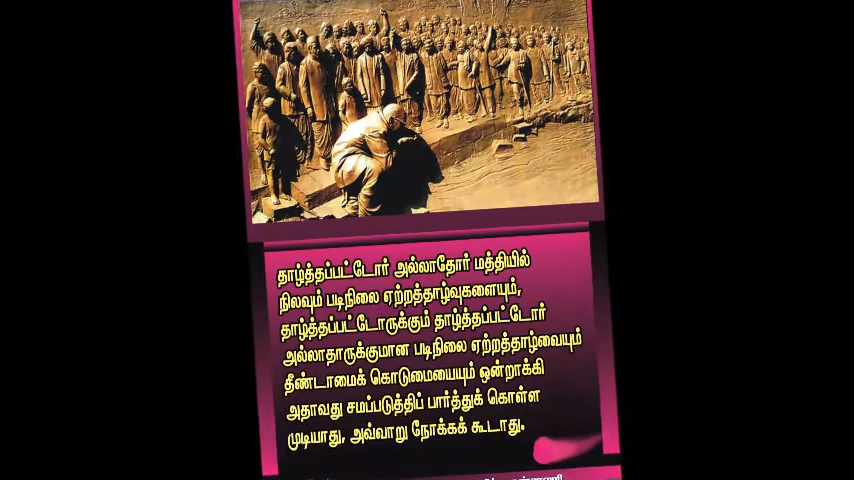 தாழ்த்தப்பட்டோர் அல்லாதோர் மத்தியில்
நிலவும் படிநிலை ஏற்றத்தாழ்வுகளையும்,
தாழ்த்தப்பட்டோருக்கும் தாழ்த்தப்பட்டோர்
அல்லாதாருக்குமான படிநிலை ஏற்றத்தாழ்வையும்
தீண்டாமைக் கொடுமையையும் ஒன்றாக்கி
அதாவது சமப்படுத்திப் பார்த்துக் கொள்ள
முடியாது, அவ்வாறு நோக்கக் கூடாது.